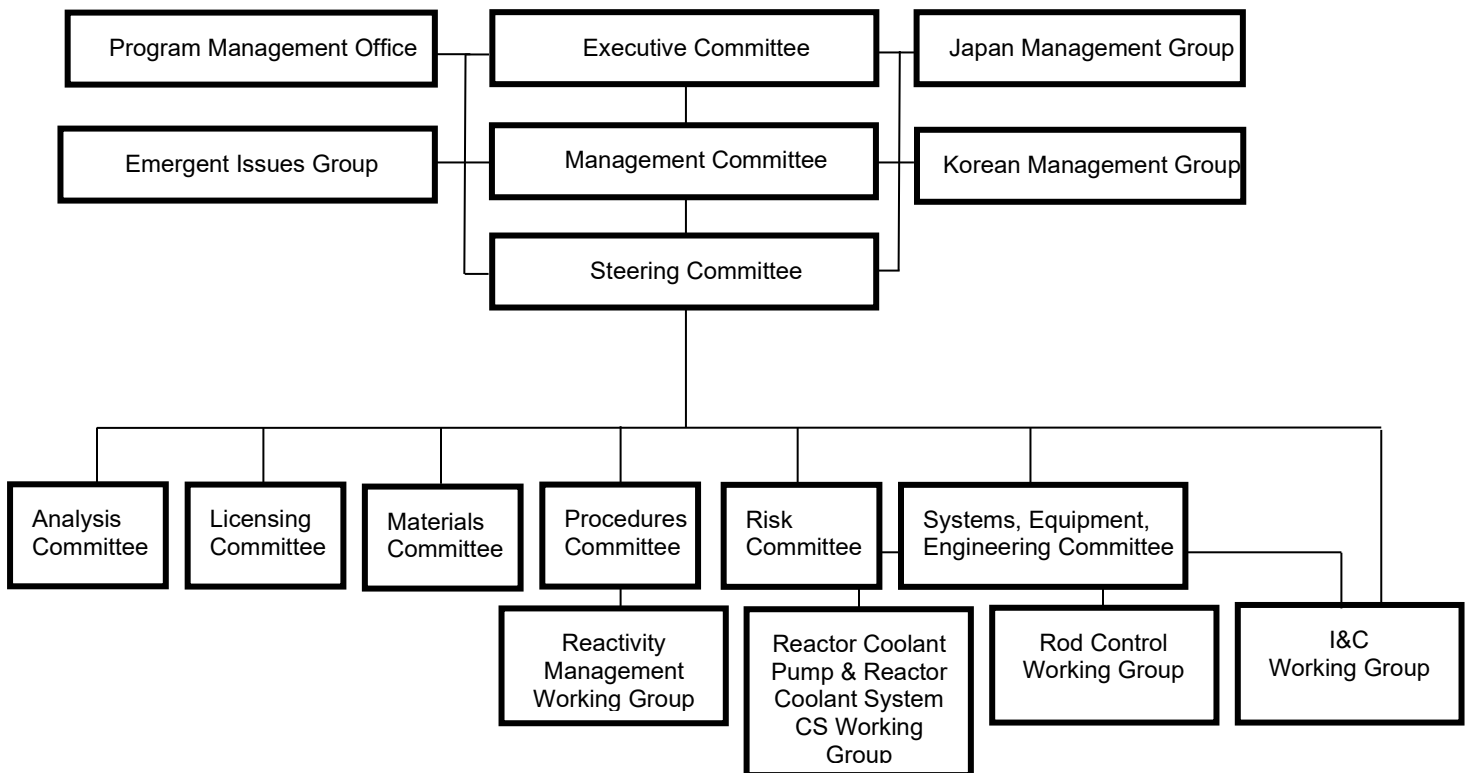 Program Management Office
Executive Committee
Japan Management Group
Emergent Issues Group
Management Committee
Korean Management Group
Steering Committee
Analysis
Committee
Licensing
Committee
Materials
Committee
Procedures
Committee
Risk
Committee
Systems, Equipment,
Engineering Committee
Reactivity
Management
Working Group
Reactor Coolant
Pump & Reactor
Coolant System
CS Working
Group
Rod Control
Working Group
I&C
Working Group